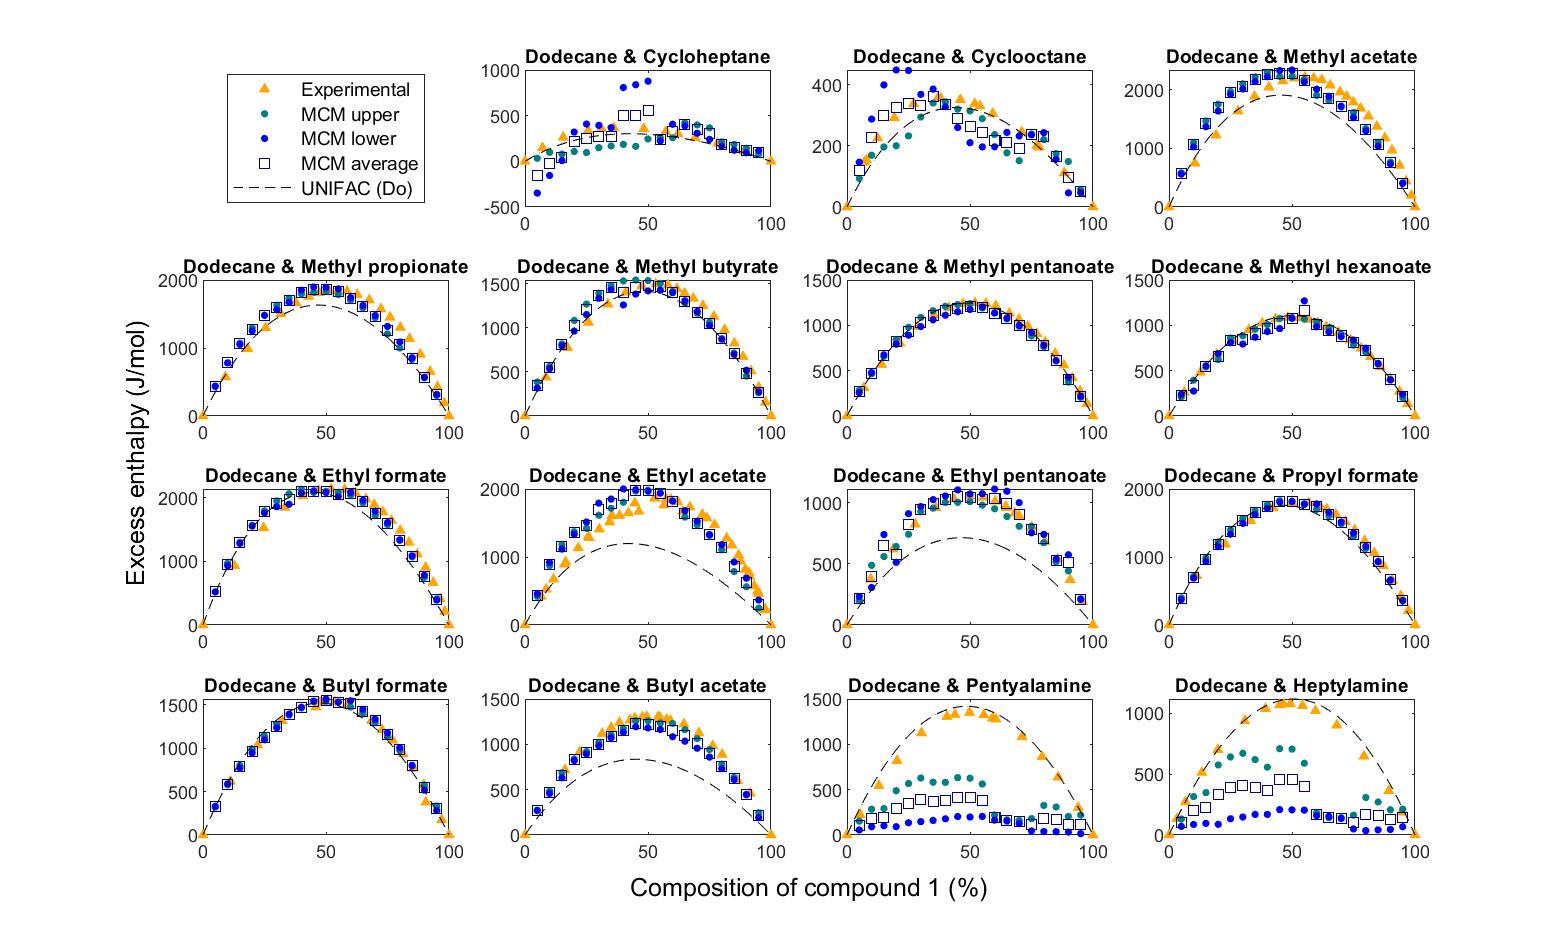 Dodecane & Cycloheptane
Dodecane & Cyclooctane
Dodecane & Methyl acetate
Experimental
MCM upper
MCM lower
MCM average
UNIFAC (Do)
1000
500
0
-500
0 50 100
400
200
0
0 50 100
2000
1000
0
0 50 100
Dodecane & Methyl propionate
Dodecane & Methyl butyrate
Dodecane & Methyl pentanoate
Dodecane & Methyl hexanoate
2000
1000
0
0 50 100
1500
1000
500
0
0 50 100
1500
1000
500
0
0 50 100
1500
1000
500
0
0 50 100
Excess enthalpy (J/mol)
Dodecane & Ethyl formate
Dodecane & Ethyl acetate
Dodecane & Ethyl pentanoate
Dodecane & Propyl formate
2000
1000
0
0 50 100
2000
1000
0
0 50 100
1000
500
0
0 50 100
2000
1000
0
0 50 100
Dodecane & Butyl formate
Dodecane & Butyl acetate
Dodecane & Pentyalamine
Dodecane & Heptylamine
1500
1000
500
0
0 50 100
1500
1000
500
0
0 50 100
1500
1000
500
0
0 50 100
1000
500
0
0 50 100
Composition of compound 1 (%)